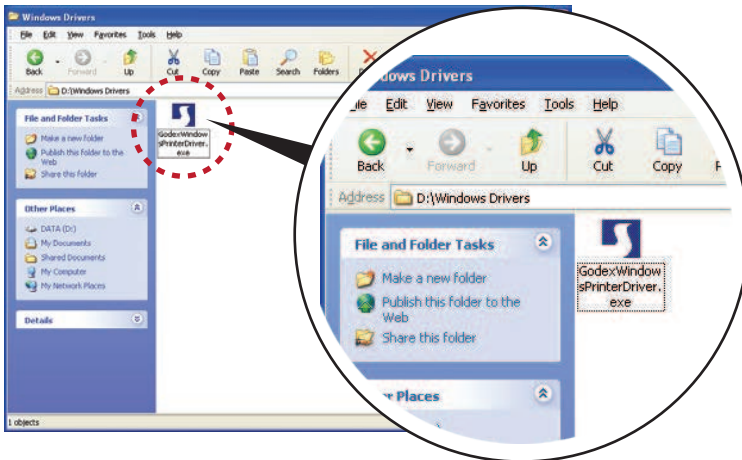 Windows Drivers
File Edit View Favorites Tools Help
Back Forward Up Cut Copy Paste Search Folders
Address D:\Windows Drivers
File and Folder Tasks
Make a new folder
Publish this folder to the
Web
Share this folder
Other Places
DATA (D:)
My Documents
Shared Documents
My Computer
My Network Places
Details
GodexWindow
sPrinterDriver.
exe
1 objects
dows Drivers
Edit View Favorites Tools Help
Back Forward Up Cut Copy
Address D:\Windows Drivers
File and Folder Tasks
Make a new folder
Publish this folder to the
Web
Share this folder
Places
GodexWindow
sPrinterDriver.
exe